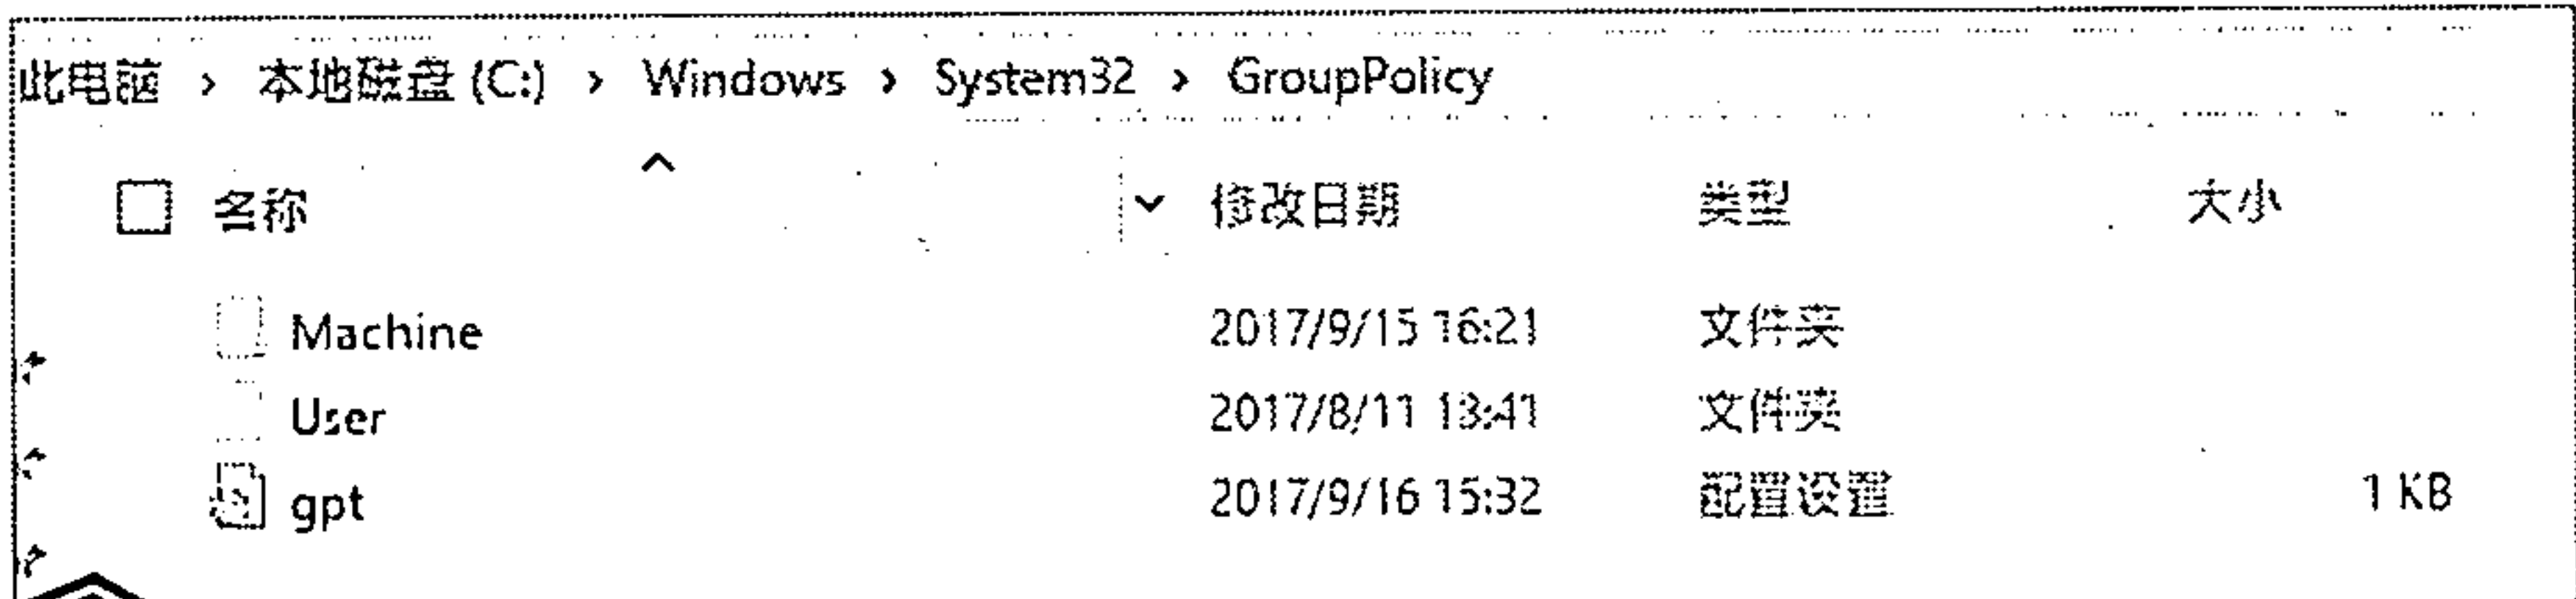 此电脑 › 本地磁盘 (C:) › Windows › System32 › GroupPolicy
名称 修改日期 类型 大小
Machine 2017/9/15 16:21 文件夹
User 2017/8/11 13:41 文件夹
gpt 2017/9/16 15:32 配置设置 1 KB